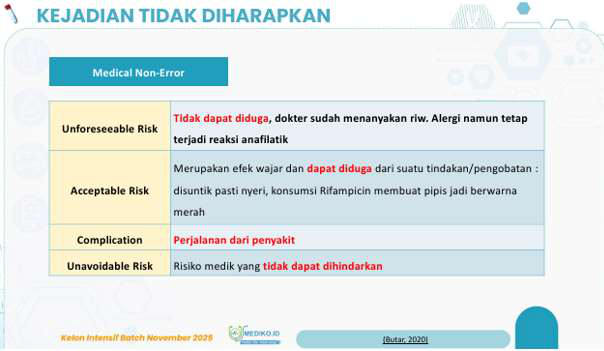 KEJADIAN TIDAK DIHARAPKAN
Medical Non-Error
Unforeseeable Risk
Tidak dapat diduga, dokter sudah menanyakan riw. Alergi namun tetap
terjadi reaksi anafilatik
Acceptable Risk
Merupakan efek wajar dan dapat diduga dari suatu tindakan/pengobatan :
disuntik pasti nyeri, konsumsi Rifampicin membuat pipis jadi berwarna
merah
Complication
Perjalanan dari penyakit
Unavoidable Risk
Risiko medik yang tidak dapat dihindarkan
Kelon Intensif Batch November 2025
MEDIKO.ID
(Butar, 2020)